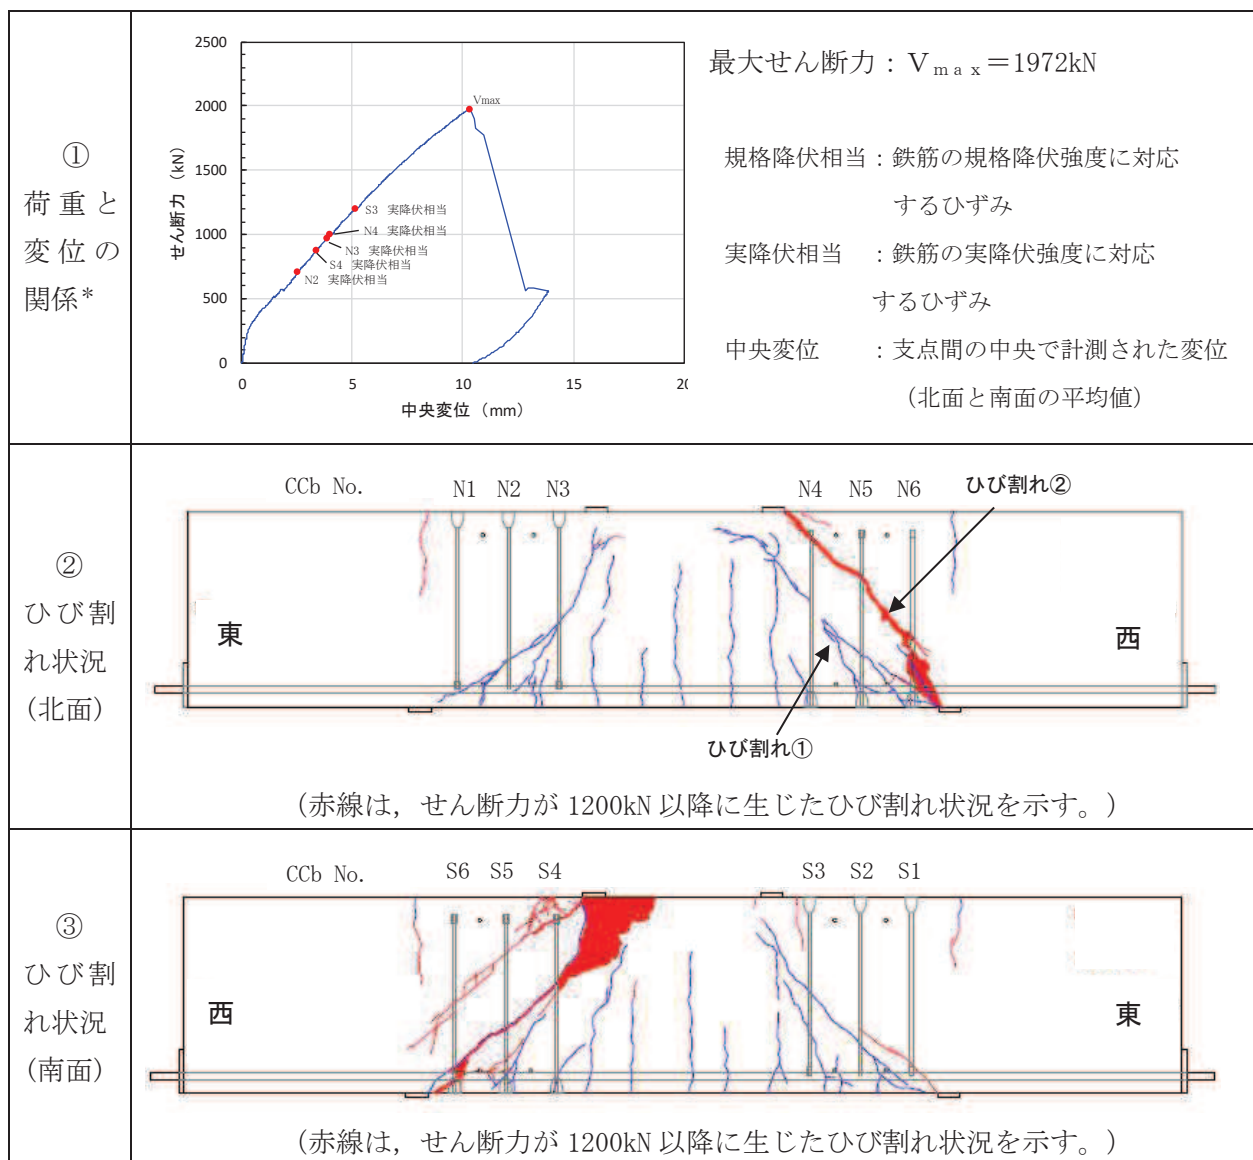 ①
荷重と
変位の
関係*
2500
2000
1500
1000
500
0
せん断力 (kN)
0
5
10
15
20
中央変位 (mm)
Vmax
S3 実降伏相当
N4 実降伏相当
N3 実降伏相当
S4 実降伏相当
N2 実降伏相当
最大せん断力：Vmax＝1972kN
規格降伏相当：鉄筋の規格降伏強度に対応
するひずみ
実降伏相当　：鉄筋の実降伏強度に対応
するひずみ
中央変位　　：支点間の中央で計測された変位
（北面と南面の平均値）
②
ひび割
れ状況
(北面)
CCb No.
N1 N2 N3
N4 N5 N6
ひび割れ②
東
西
ひび割れ①
（赤線は，せん断力が 1200kN 以降に生じたひび割れ状況を示す。）
③
ひび割
れ状況
(南面)
CCb No.
S6 S5 S4
S3 S2 S1
西
東
（赤線は，せん断力が 1200kN 以降に生じたひび割れ状況を示す。）